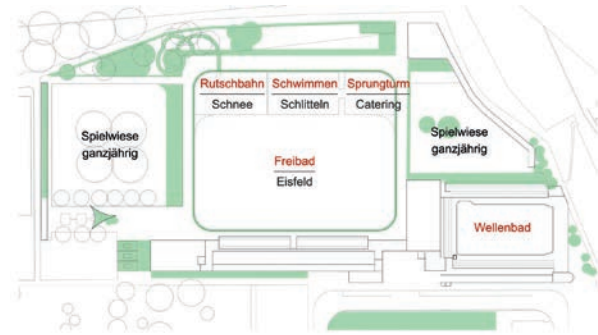 Rutschbahn Schwimmen Sprungturm
Schnee Schlitteln Catering
Spielwiese
ganzjährig
Spielwiese
ganzjährig
Freibad
Eisfeld
Wellenbad